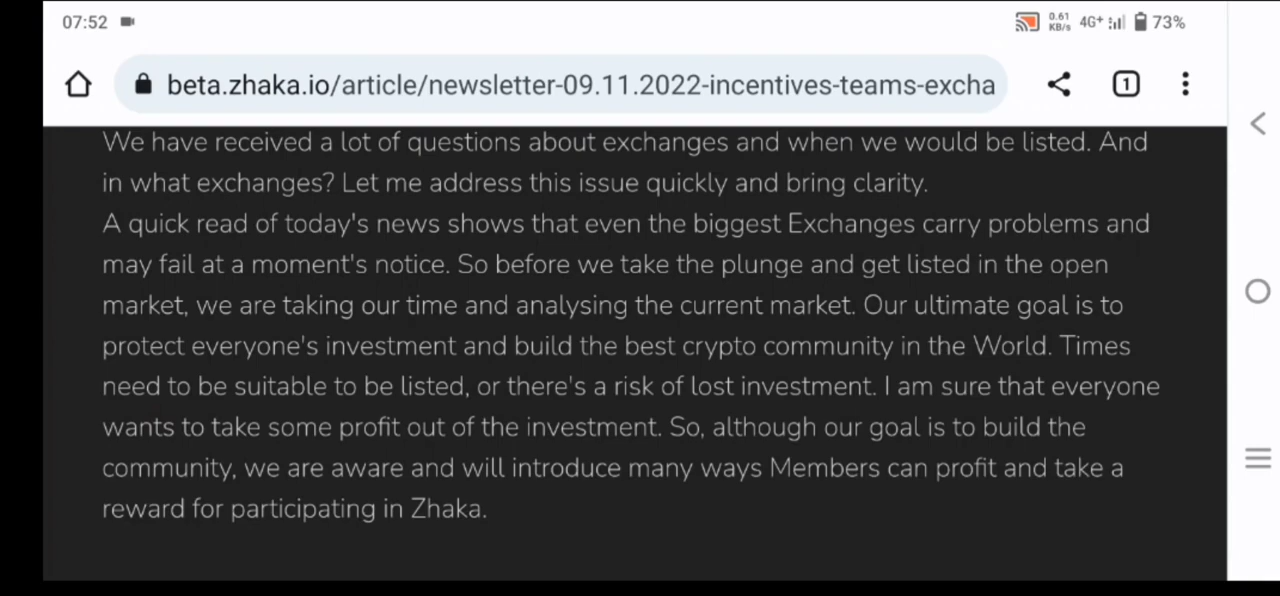 07:52
0.61 KB/s 4G+ 73%
beta.zhaka.io/article/newsletter-09.11.2022-incentives-teams-excha
1
We have received a lot of questions about exchanges and when we would be listed. And
in what exchanges? Let me address this issue quickly and bring clarity.
A quick read of today's news shows that even the biggest Exchanges carry problems and
may fail at a moment's notice. So before we take the plunge and get listed in the open
market, we are taking our time and analysing the current market. Our ultimate goal is to
protect everyone's investment and build the best crypto community in the World. Times
need to be suitable to be listed, or there's a risk of lost investment. I am sure that everyone
wants to take some profit out of the investment. So, although our goal is to build the
community, we are aware and will introduce many ways Members can profit and take a
reward for participating in Zhaka.